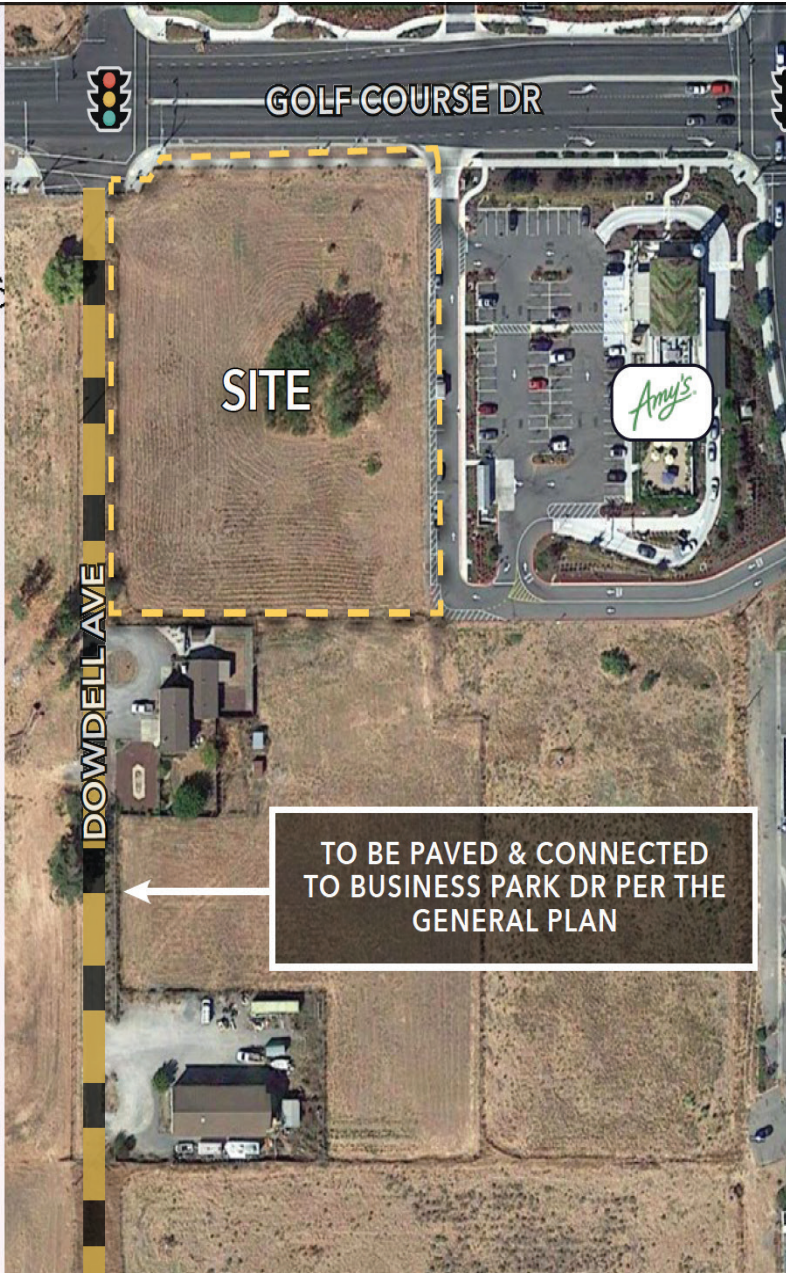 GOLF COURSE DR
SITE
Amy's
DOWDELL AVE
TO BE PAVED & CONNECTED
TO BUSINESS PARK DR PER THE
GENERAL PLAN